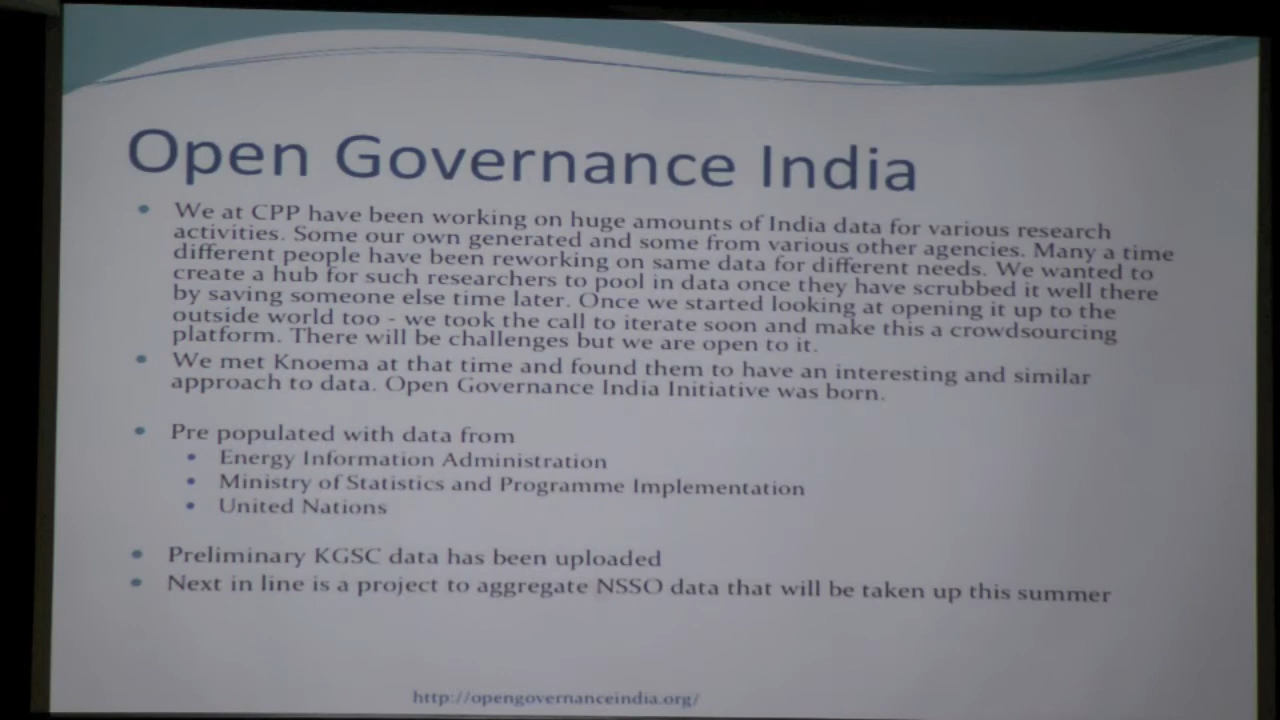 Open Governance India
We at CPP have been working on huge amounts of India data for various research
activities. Some our own generated and some from various other agencies. Many a time
different people have been reworking on same data for different needs. We wanted to
create a hub for such researchers to pool in data once they have scrubbed it well there
by saving someone else time later. Once we started looking at opening it up to the
outside world too - we took the call to iterate soon and make this a crowdsourcing
platform. There will be challenges but we are open to it.
We met Knoema at that time and found them to have an interesting and similar
approach to data. Open Governance India Initiative was born.
Pre populated with data from
Energy Information Administration
Ministry of Statistics and Programme Implementation
United Nations
Preliminary KGSC data has been uploaded
Next in line is a project to aggregate NSSO data that will be taken up this summer
http://opengovernanceindia.org/